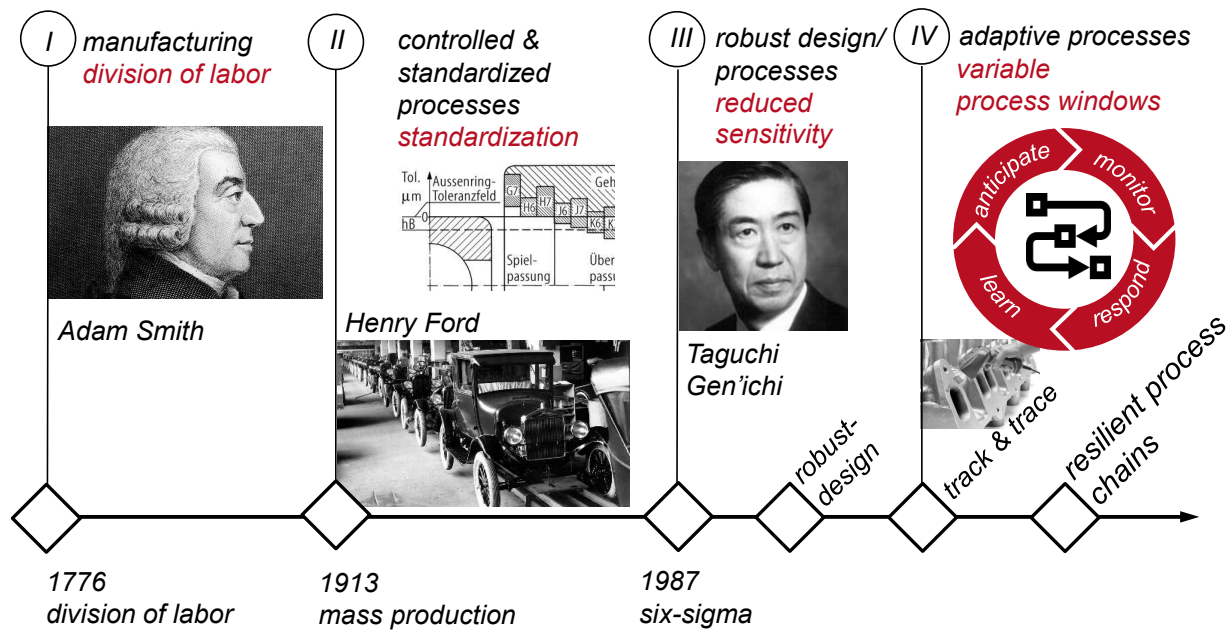 I
manufacturing
division of labor
Adam Smith
II
controlled &
standardized
processes
standardization
Tol.
μm
0
hB
Aussenring-
Toleranzfeld
G7
H6
H7
J6
J7
K6
K
Geh
Spiel-
passung
Über
passu
Henry Ford
III
robust design/
processes
reduced
sensitivity
Taguchi
Gen’ichi
IV
adaptive processes
variable
process windows
anticipate
monitor
respond
learn
robust-
design
track & trace
resilient process
chains
1776
division of labor
1913
mass production
1987
six-sigma